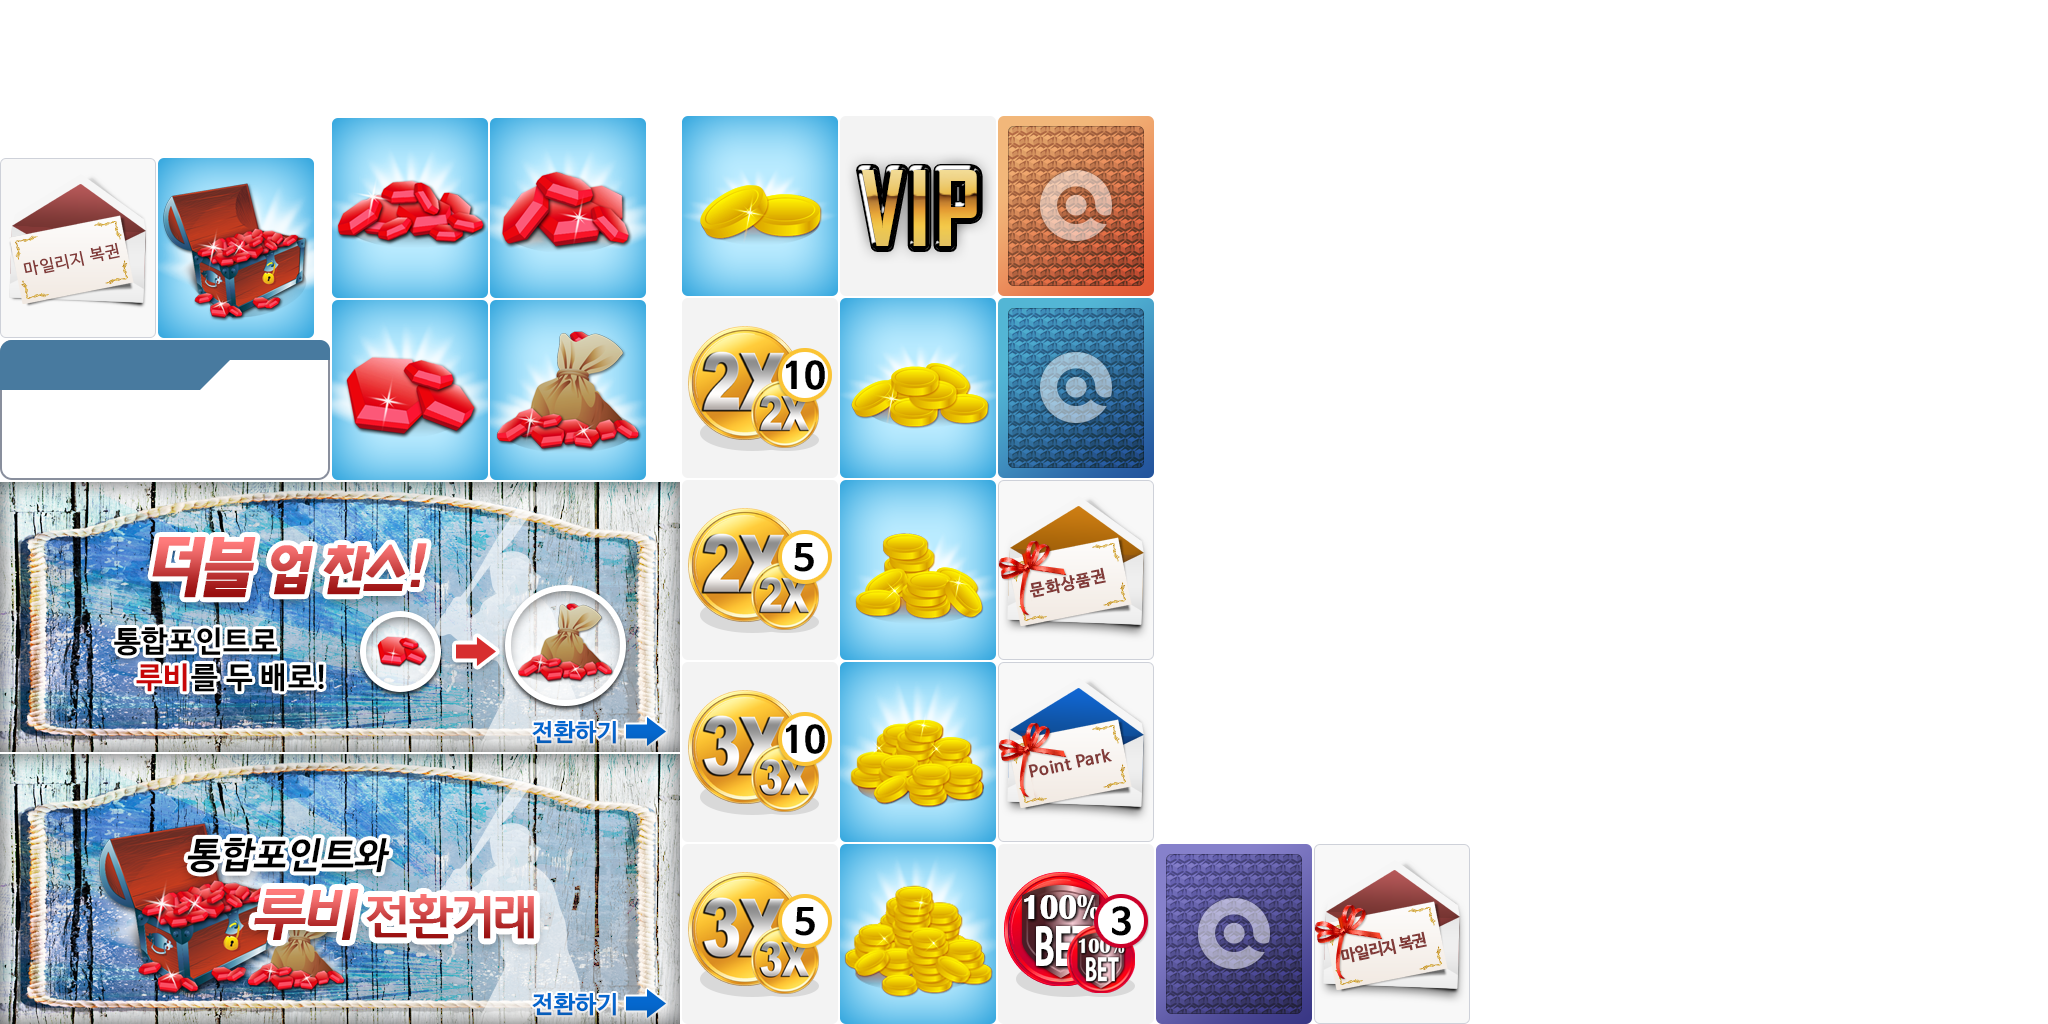 마일리지 복권
VIP
2X
10
2X
2X
5
2X
문화상품권
더블 업 찬스!
통합포인트로
루비를 두 배로!
전환하기
3X
10
3X
Point Park
통합포인트와
루비 전환거래
전환하기
3X
5
3X
100%
BET
3
100%
BET
마일리지 복권